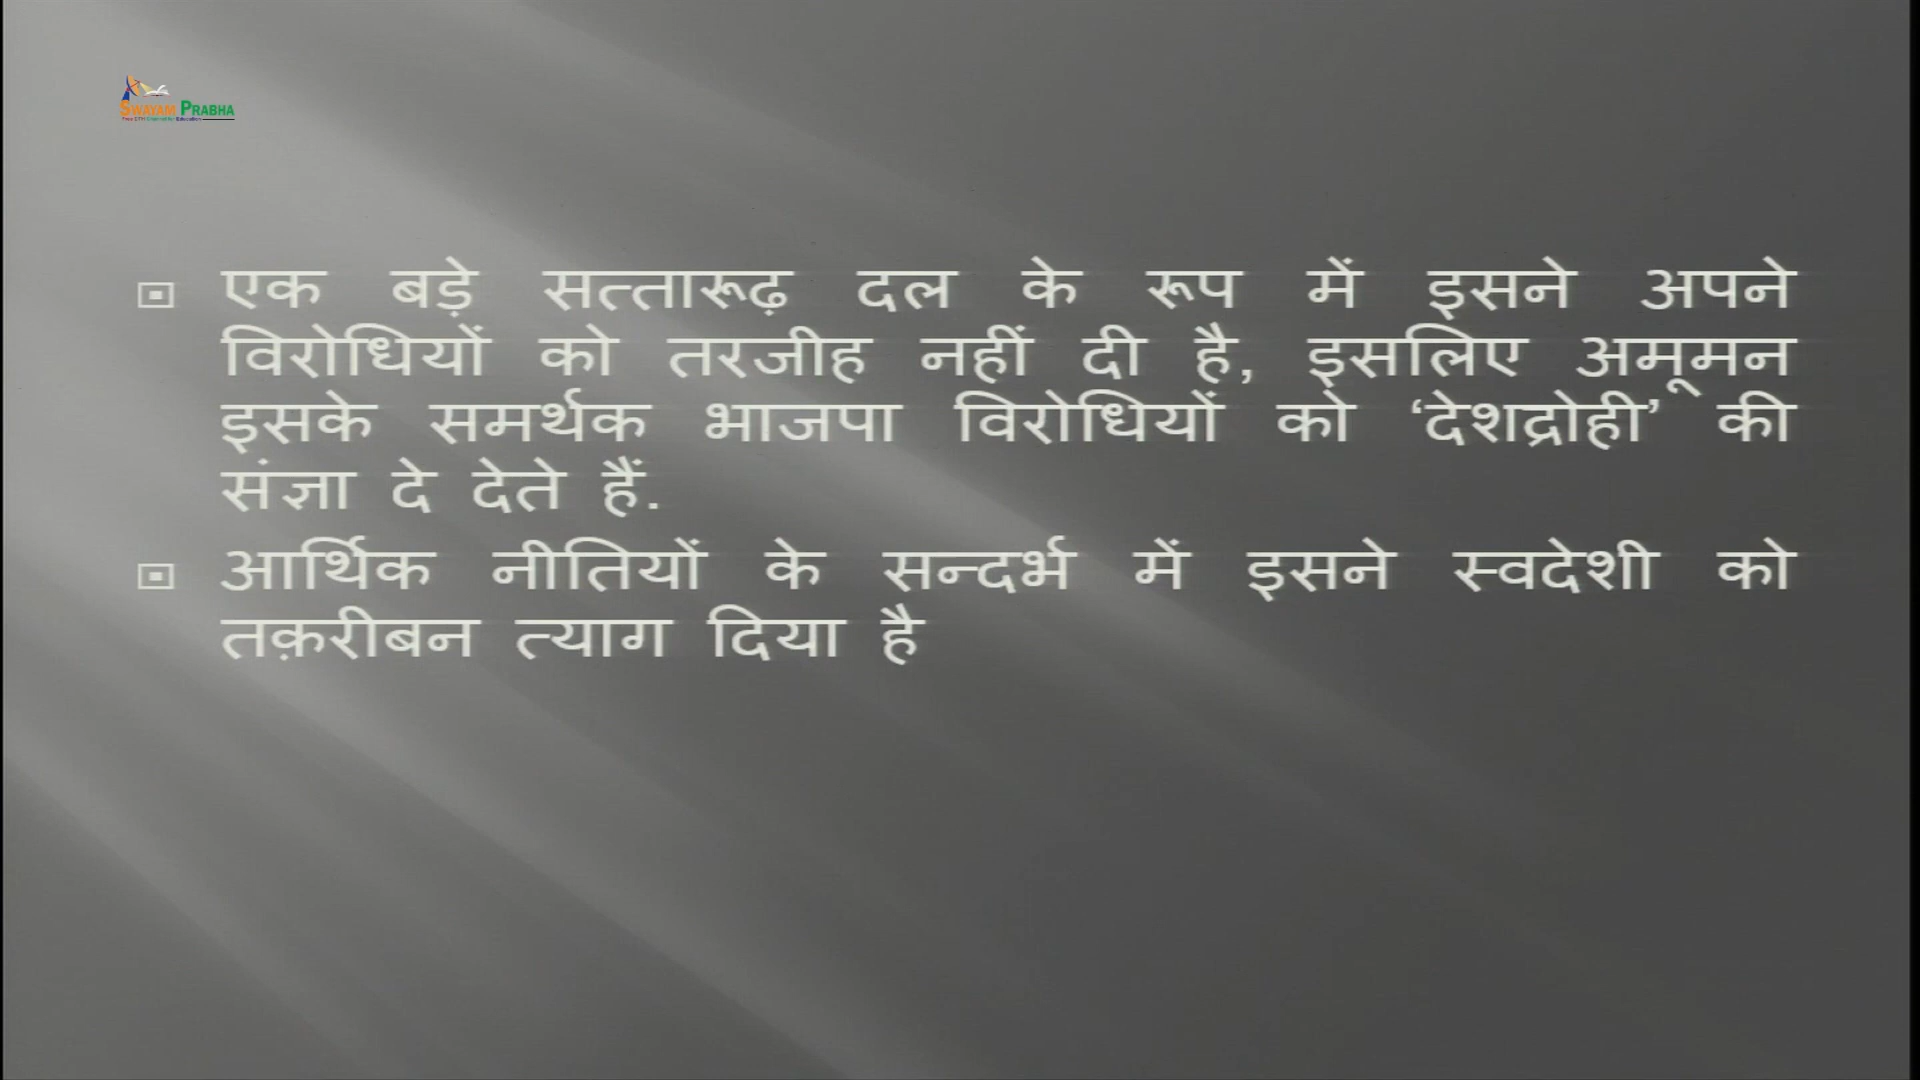 SWAYAM PRABHA
एक बड़े सत्तारूढ़ दल के रूप में इसने अपने
विरोधियों को तरजीह नहीं दी है, इसलिए अमूमन
इसके समर्थक भाजपा विरोधियों को ‘देशद्रोही’ की
संज्ञा दे देते हैं.
आर्थिक नीतियों के सन्दर्भ में इसने स्वदेशी को
तक़रीबन त्याग दिया है